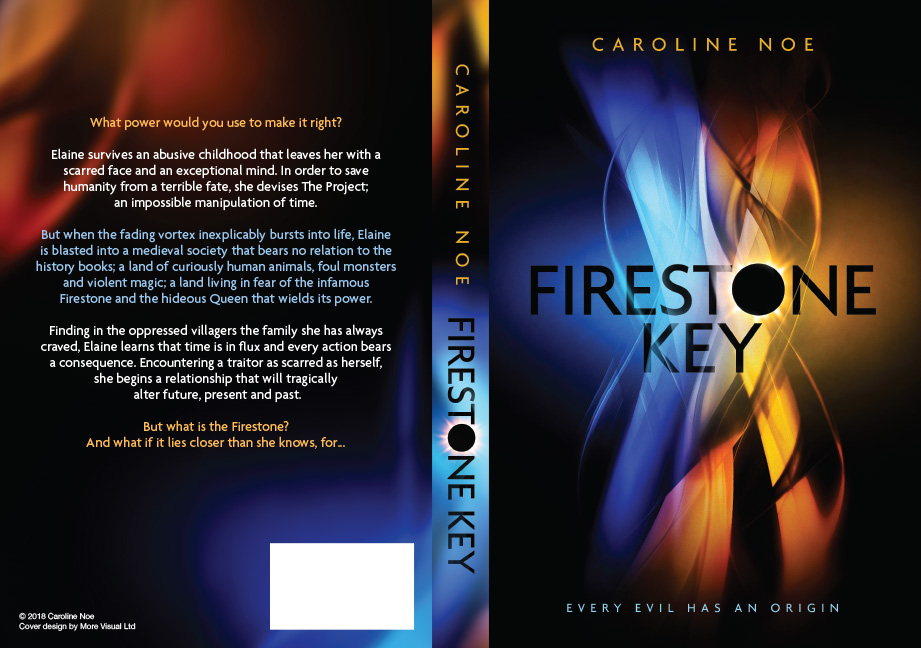 What power would you use to make it right?
Elaine survives an abusive childhood that leaves her with a
scarred face and an exceptional mind. In order to save
humanity from a terrible fate, she devises The Project;
an impossible manipulation of time.
But when the fading vortex inexplicably bursts into life, Elaine
is blasted into a medieval society that bears no relation to the
history books; a land of curiously human animals, foul monsters
and violent magic; a land living in fear of the infamous
Firestone and the hideous Queen that wields its power.
Finding in the oppressed villagers the family she has always
craved, Elaine learns that time is in flux and every action bears
a consequence. Encountering a traitor as scarred as herself,
she begins a relationship that will tragically
alter future, present and past.
But what is the Firestone?
And what if it lies closer than she knows, for...
© 2018 Caroline Noe
Cover design by More Visual Ltd
CAROLINE NOE
FIRESTONE KEY
CAROLINE NOE
FIRESTONE
KEY
EVERY EVIL HAS AN ORIGIN